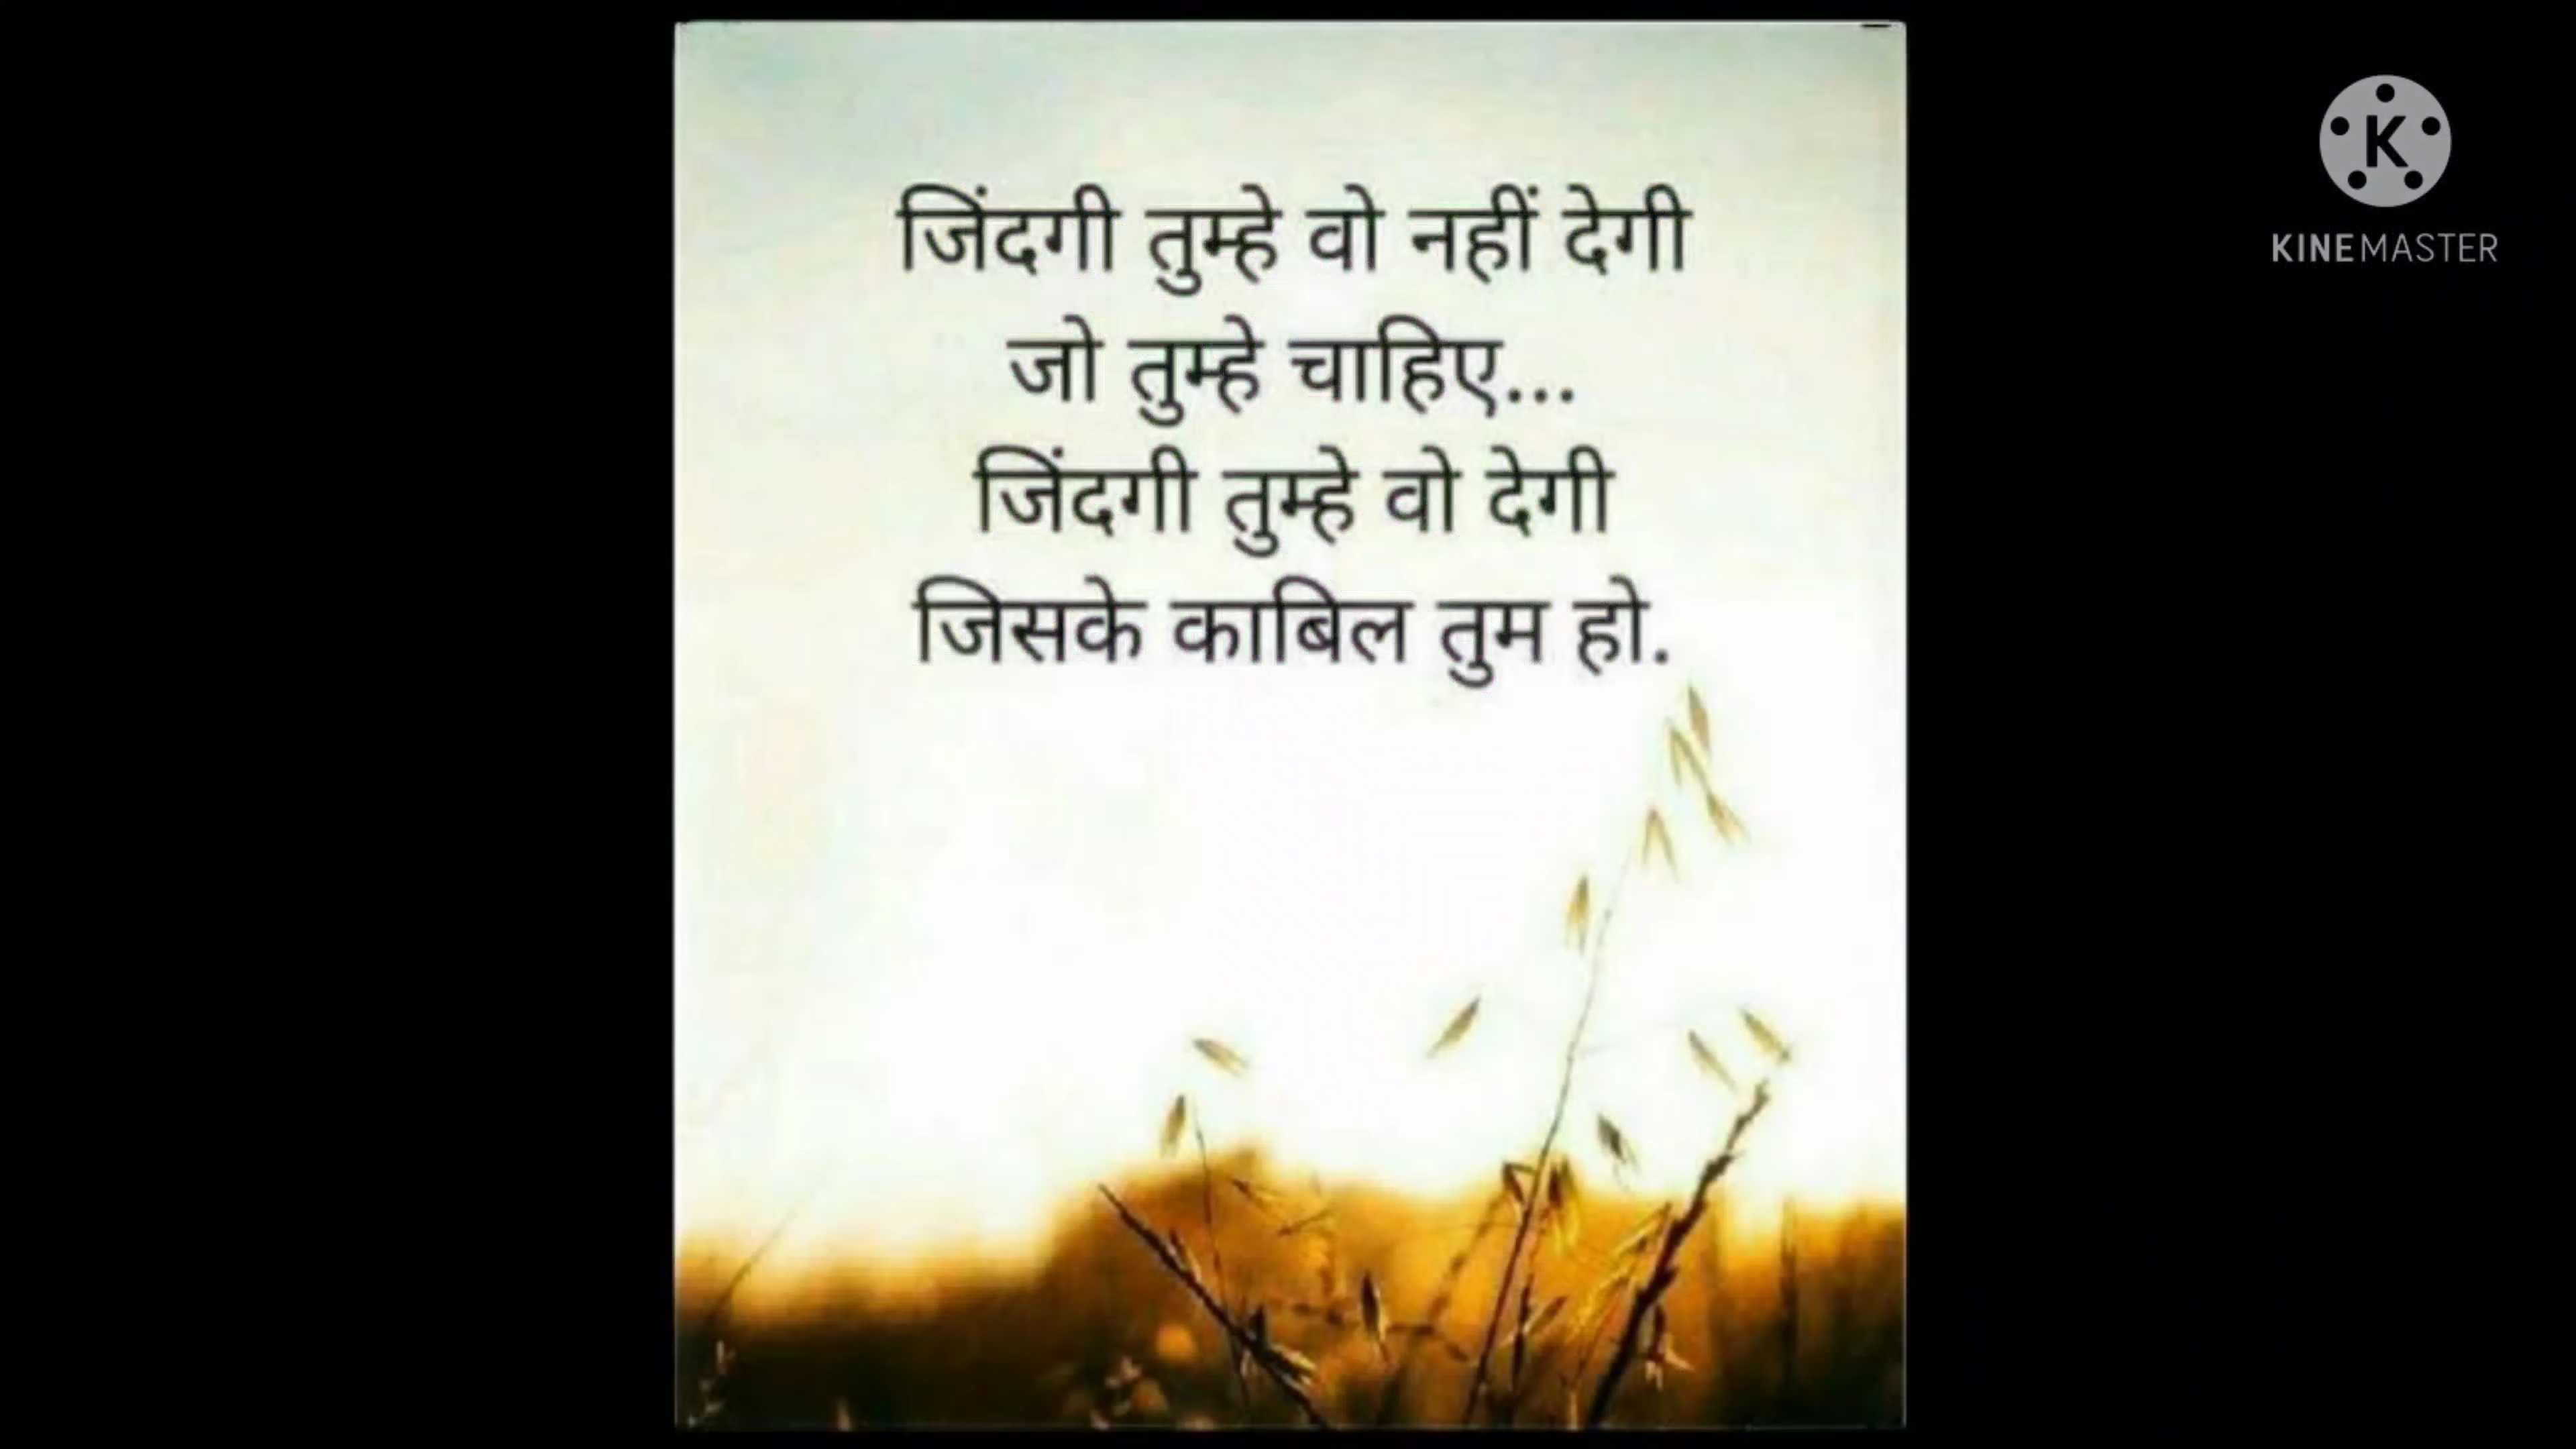 जिंदगी तुम्हे वो नहीं देगी
जो तुम्हे चाहिए...
जिंदगी तुम्हे वो देगी
जिसके काबिल तुम हो.
K
KINEMASTER